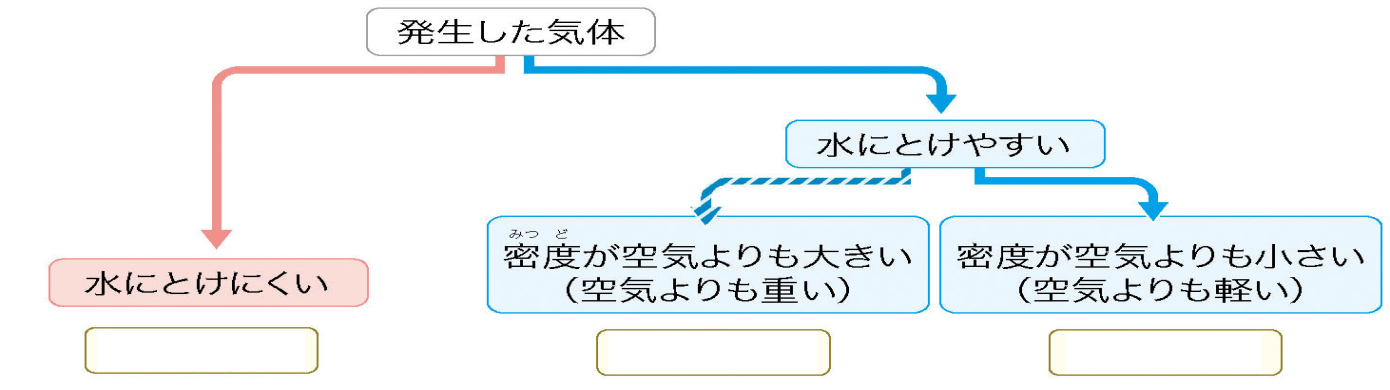 発生した気体
水にとけやすい
みつ ど
密度が空気よりも大きい
（空気よりも重い）
密度が空気よりも小さい
（空気よりも軽い）
水にとけにくい